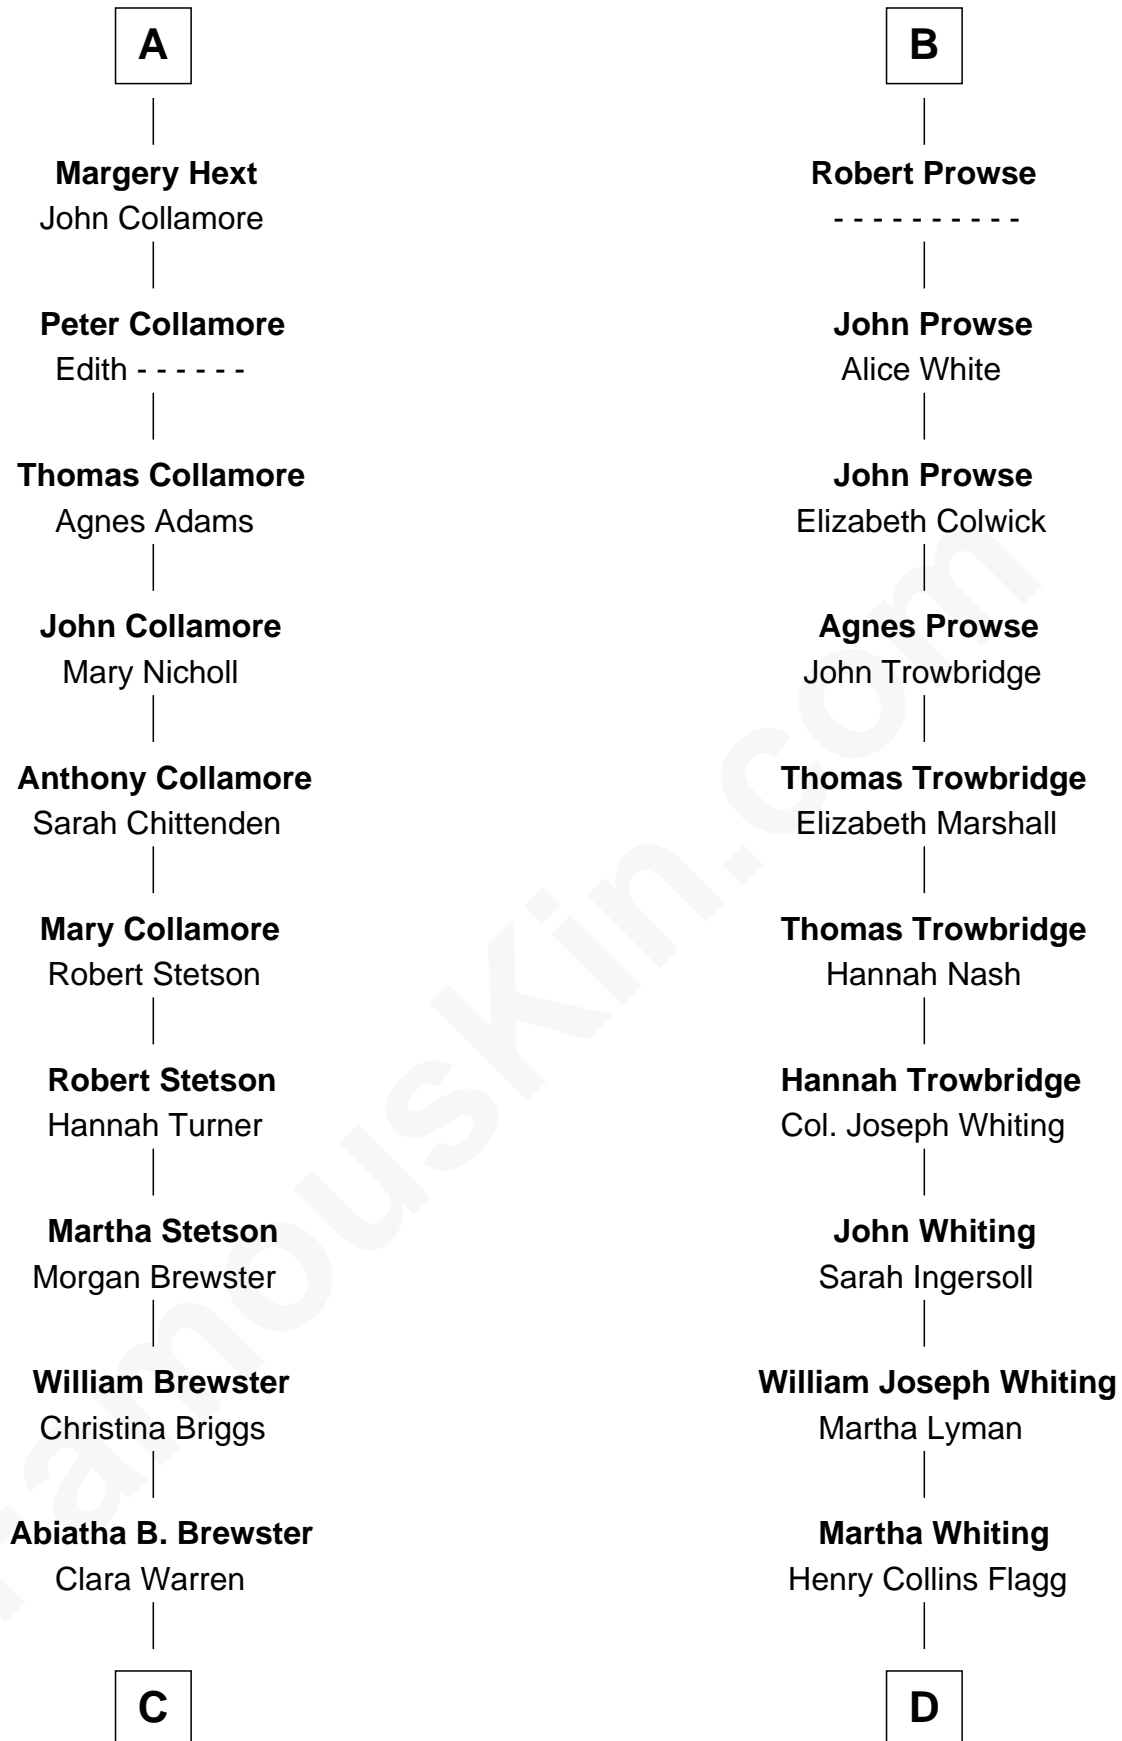 A
Margery Hext
John Collamore
Peter Collamore
Edith - - - - - -
Thomas Collamore
Agnes Adams
John Collamore
Mary Nicholl
Anthony Collamore
Sarah Chittenden
Mary Collamore
Robert Stetson
Robert Stetson
Hannah Turner
Martha Stetson
Morgan Brewster
William Brewster
Christina Briggs
Abiatha B. Brewster
Clara Warren
C
B
Robert Prowse
- - - - - - - - - -
John Prowse
Alice White
John Prowse
Elizabeth Colwick
Agnes Prowse
John Trowbridge
Thomas Trowbridge
Elizabeth Marshall
Thomas Trowbridge
Hannah Nash
Hannah Trowbridge
Col. Joseph Whiting
John Whiting
Sarah Ingersoll
William Joseph Whiting
Martha Lyman
Martha Whiting
Henry Collins Flagg
D
FamousKin.com